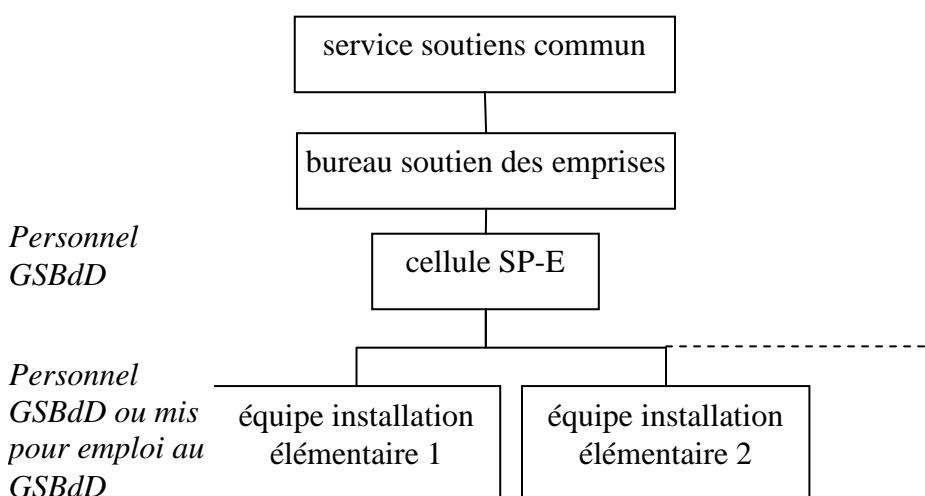 service soutiens commun
bureau soutien des emprises
Personnel
GSBdD
cellule SP-E
Personnel
GSBdD ou mis
pour emploi au
GSBdD
équipe installation
élémentaire 1
équipe installation
élémentaire 2